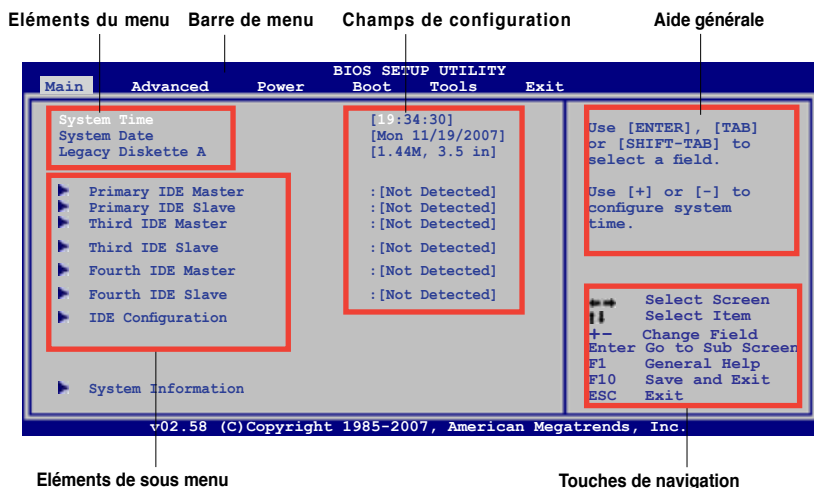 Eléments du menu Barre de menu Champs de configuration Aide générale
BIOS SETUP UTILITY
Main Advanced Power Boot Tools Exit
System Time [19:34:30]
System Date [Mon 11/19/2007]
Legacy Diskette A [1.44M, 3.5 in]
Primary IDE Master :[Not Detected]
Primary IDE Slave :[Not Detected]
Third IDE Master :[Not Detected]
Third IDE Slave :[Not Detected]
Fourth IDE Master :[Not Detected]
Fourth IDE Slave :[Not Detected]
IDE Configuration
System Information
Use [ENTER], [TAB]
or [SHIFT-TAB] to
select a field.
Use [+] or [-] to
configure system
time.
Select Screen
Select Item
+- Change Field
Enter Go to Sub Screen
F1 General Help
F10 Save and Exit
ESC Exit
v02.58 (C)Copyright 1985-2007, American Megatrends, Inc.
Eléments de sous menu Touches de navigation